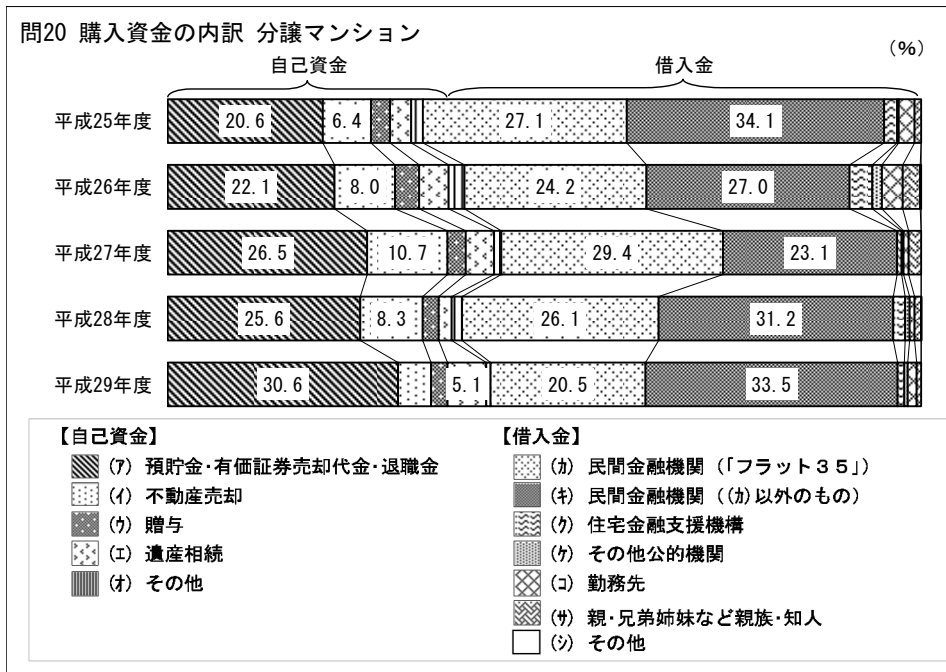 問20 購入資金の内訳 分譲マンション
(%)
自己資金 借入金
平成25年度 20.6 6.4 27.1 34.1
平成26年度 22.1 8.0 24.2 27.0
平成27年度 26.5 10.7 29.4 23.1
平成28年度 25.6 8.3 26.1 31.2
平成29年度 30.6 5.1 20.5 33.5
【自己資金】
(ｱ) 預貯金･有価証券売却代金･退職金
(ｲ) 不動産売却
(ｳ) 贈与
(ｴ) 遺産相続
(ｵ) その他
【借入金】
(ｶ) 民間金融機関（「フラット３５」）
(ｷ) 民間金融機関（(ｶ)以外のもの）
(ｸ) 住宅金融支援機構
(ｹ) その他公的機関
(ｺ) 勤務先
(ｻ) 親･兄弟姉妹など親族･知人
(ｼ) その他